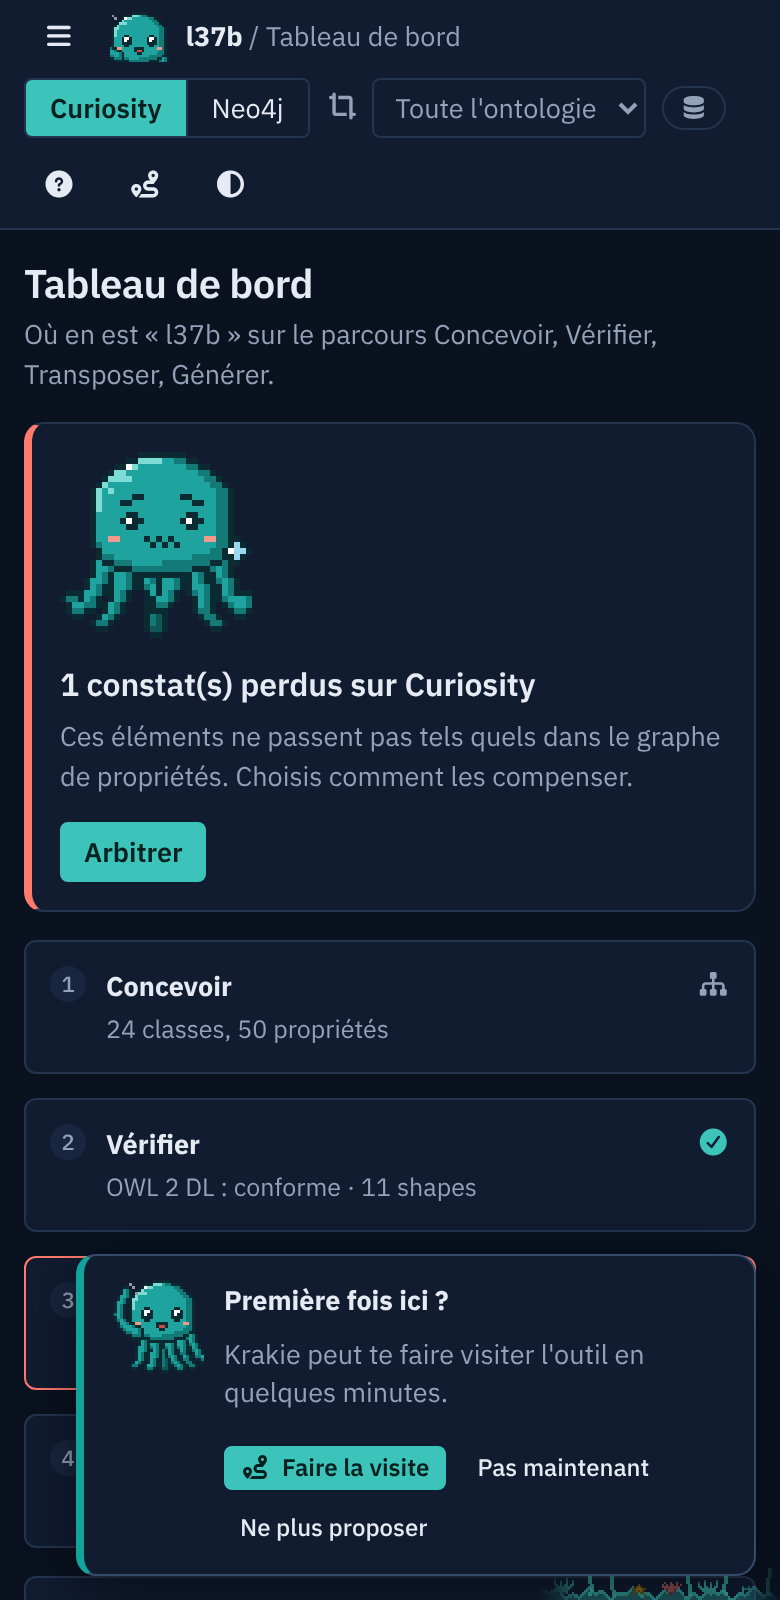 l37b / Tableau de bord
Curiosity Neo4j Toute l'ontologie
?
Tableau de bord
Où en est « l37b » sur le parcours Concevoir, Vérifier,
Transposer, Générer.
1 constat(s) perdus sur Curiosity
Ces éléments ne passent pas tels quels dans le graphe
de propriétés. Choisis comment les compenser.
Arbitrer
1 Concevoir
24 classes, 50 propriétés
2 Vérifier
OWL 2 DL : conforme · 11 shapes
3
Première fois ici ?
Krakie peut te faire visiter l'outil en
quelques minutes.
4
Faire la visite Pas maintenant
Ne plus proposer